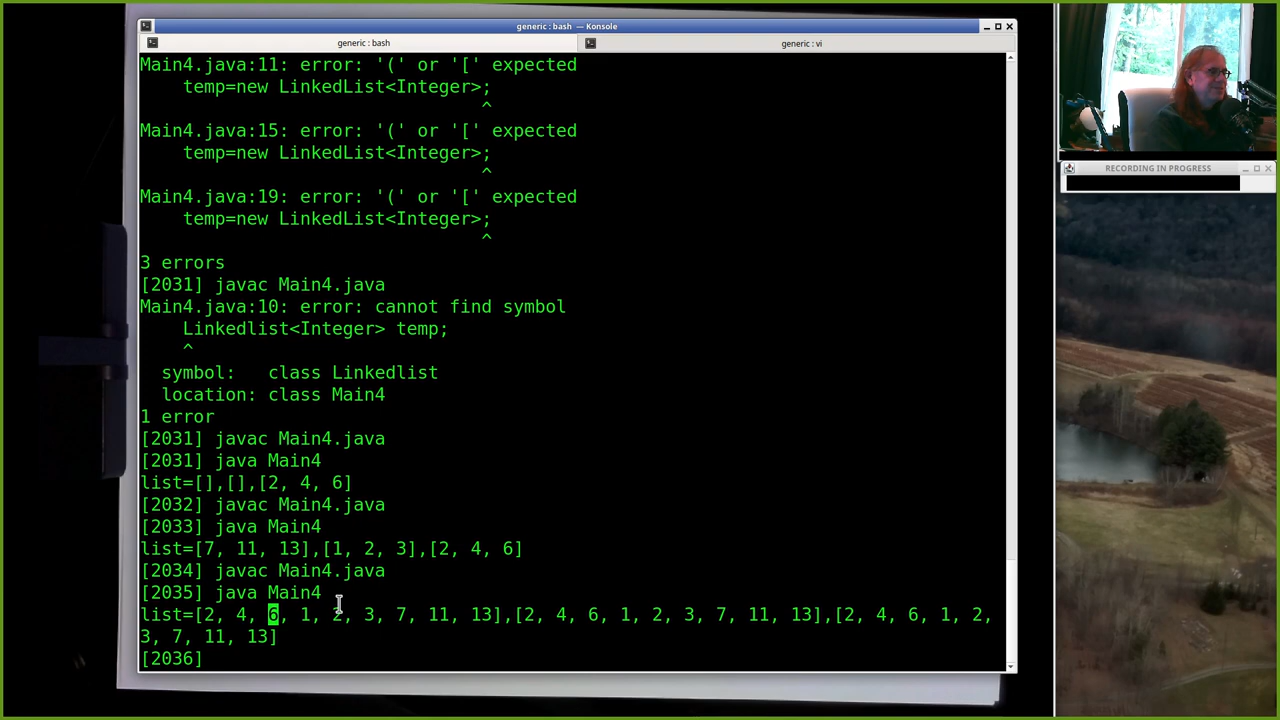 generic : bash — Konsole
generic : bash
generic : vi
Main4.java:11: error: '(' or '[' expected
    temp=new LinkedList<Integer>;
                                ^
Main4.java:15: error: '(' or '[' expected
    temp=new LinkedList<Integer>;
                                ^
Main4.java:19: error: '(' or '[' expected
    temp=new LinkedList<Integer>;
                                ^
3 errors
[2031] javac Main4.java
Main4.java:10: error: cannot find symbol
    Linkedlist<Integer> temp;
    ^
  symbol:   class Linkedlist
  location: class Main4
1 error
[2031] javac Main4.java
[2031] java Main4
list=[],[],[2, 4, 6]
[2032] javac Main4.java
[2033] java Main4
list=[7, 11, 13],[1, 2, 3],[2, 4, 6]
[2034] javac Main4.java
[2035] java Main4
list=[2, 4, 6, 1, 2, 3, 7, 11, 13],[2, 4, 6, 1, 2, 3, 7, 11, 13],[2, 4, 6, 1, 2,
3, 7, 11, 13]
[2036]
RECORDING IN PROGRESS